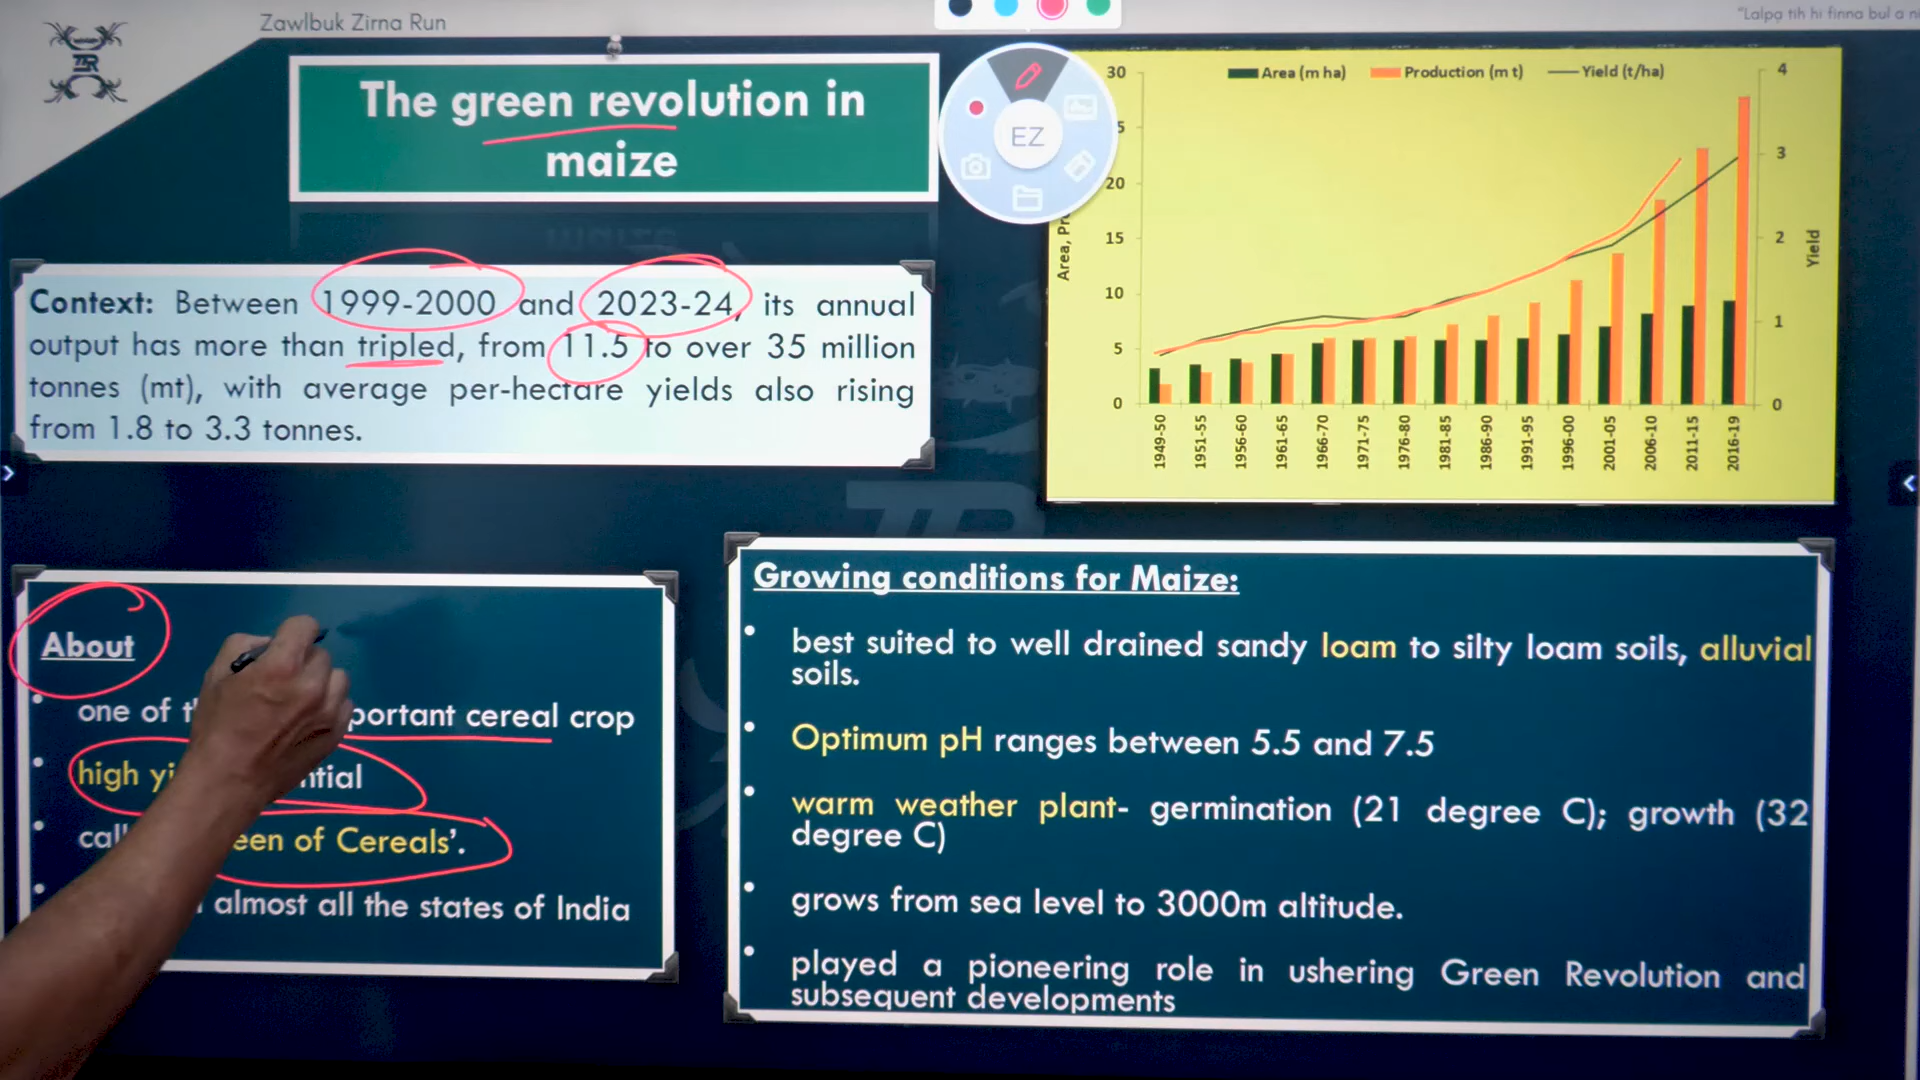 Zawlbuk Zirna Run
"Lalpa tih hi finna bul a ni
TR
The green revolution in
maize
EZ
Context: Between 1999-2000 and 2023-24, its annual
output has more than tripled, from 11.5 to over 35 million
tonnes (mt), with average per-hectare yields also rising
from 1.8 to 3.3 tonnes.
Area (m ha) Production (m t) Yield (t/ha)
30
5
20
15
10
5
0
4
3
2
1
0
Area, Pr
Yield
1949-50 1951-55 1956-60 1961-65 1966-70 1971-75 1976-80 1981-85 1986-90 1991-95 1996-00 2001-05 2006-10 2011-15 2016-19
About
one of portant cereal crop
high yi ntial
cal een of Cereals'.
almost all the states of India
Growing conditions for Maize:
best suited to well drained sandy loam to silty loam soils, alluvial
soils.
Optimum pH ranges between 5.5 and 7.5
warm weather plant- germination (21 degree C); growth (32
degree C)
grows from sea level to 3000m altitude.
played a pioneering role in ushering Green Revolution and
subsequent developments